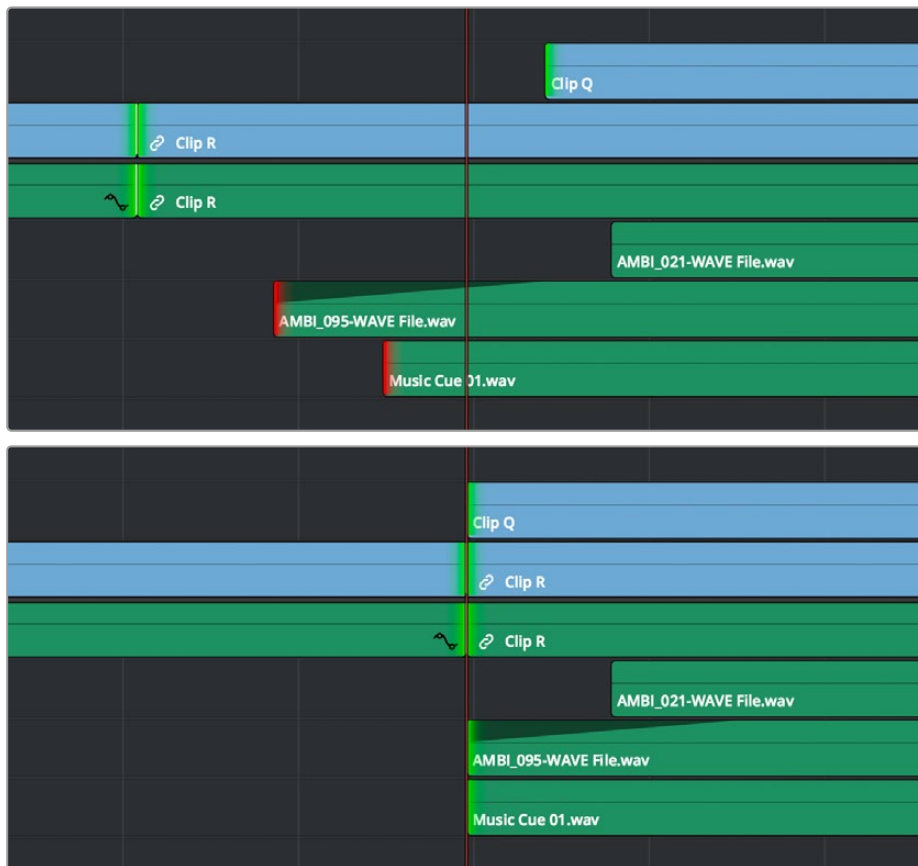 Clip Q
Clip R
Clip R
AMBI_021-WAVE File.wav
AMBI_095-WAVE File.wav
Music Cue 01.wav
Clip Q
Clip R
Clip R
AMBI_021-WAVE File.wav
AMBI_095-WAVE File.wav
Music Cue 01.wav